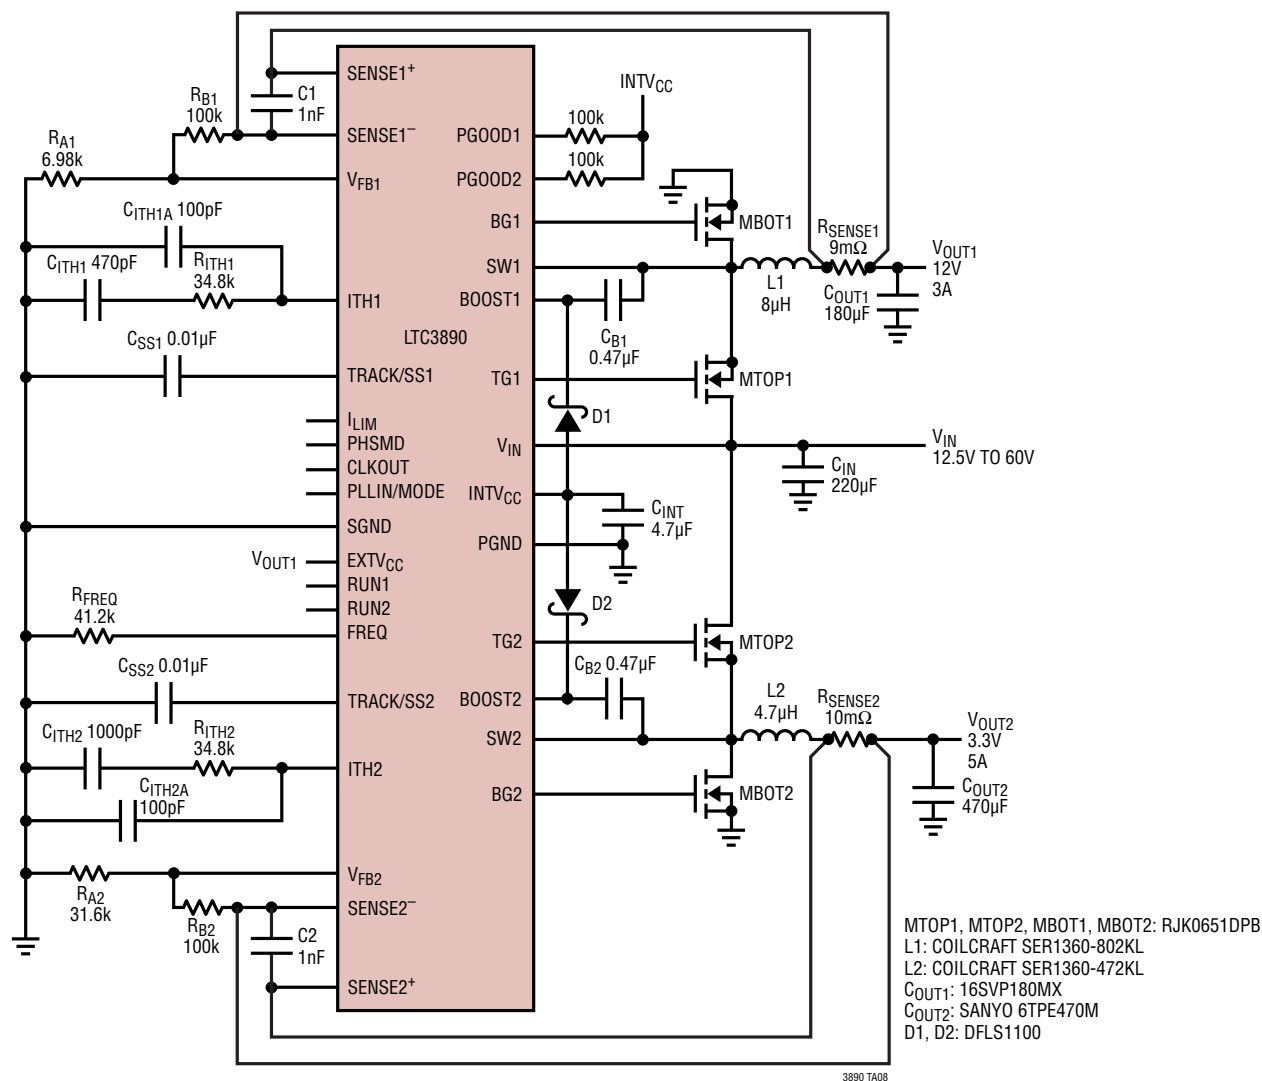 SENSE1+
C1
1nF
RB1
100k
SENSE1–
RA1
6.98k
VFB1
CITH1A 100pF
CITH1 470pF
RITH1
34.8k
ITH1
CSS1 0.01µF
TRACK/SS1
ILIM
PHSMD
CLKOUT
PLLIN/MODE
SGND
VOUT1
EXTVCC
RUN1
RUN2
RFREQ
41.2k
FREQ
CSS2 0.01µF
TRACK/SS2
CITH2 1000pF
RITH2
34.8k
ITH2
CITH2A
100pF
VFB2
RA2
31.6k
RB2
100k
SENSE2–
C2
1nF
SENSE2+
LTC3890
INTVCC
PGOOD1
100k
PGOOD2
100k
BG1
MBOT1
SW1
L1
8µH
RSENSE1
9mΩ
VOUT1
12V
3A
COUT1
180µF
BOOST1
CB1
0.47µF
TG1
MTOP1
D1
VIN
VIN
12.5V TO 60V
CIN
220µF
INTVCC
CINT
4.7µF
PGND
D2
TG2
MTOP2
CB2 0.47µF
BOOST2
SW2
L2
4.7µH
RSENSE2
10mΩ
VOUT2
3.3V
5A
COUT2
470µF
BG2
MBOT2
MTOP1, MTOP2, MBOT1, MBOT2: RJK0651DPB
L1: COILCRAFT SER1360-802KL
L2: COILCRAFT SER1360-472KL
COUT1: 16SVP180MX
COUT2: SANYO 6TPE470M
D1, D2: DFLS1100
3890 TA08